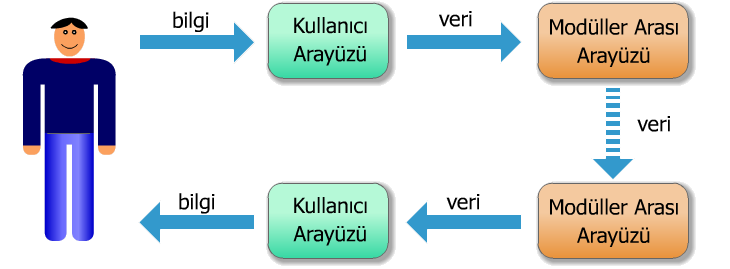 bilgi
Kullanıcı
Arayüzü
veri
Modüller Arası
Arayüzü
veri
bilgi
Kullanıcı
Arayüzü
veri
Modüller Arası
Arayüzü